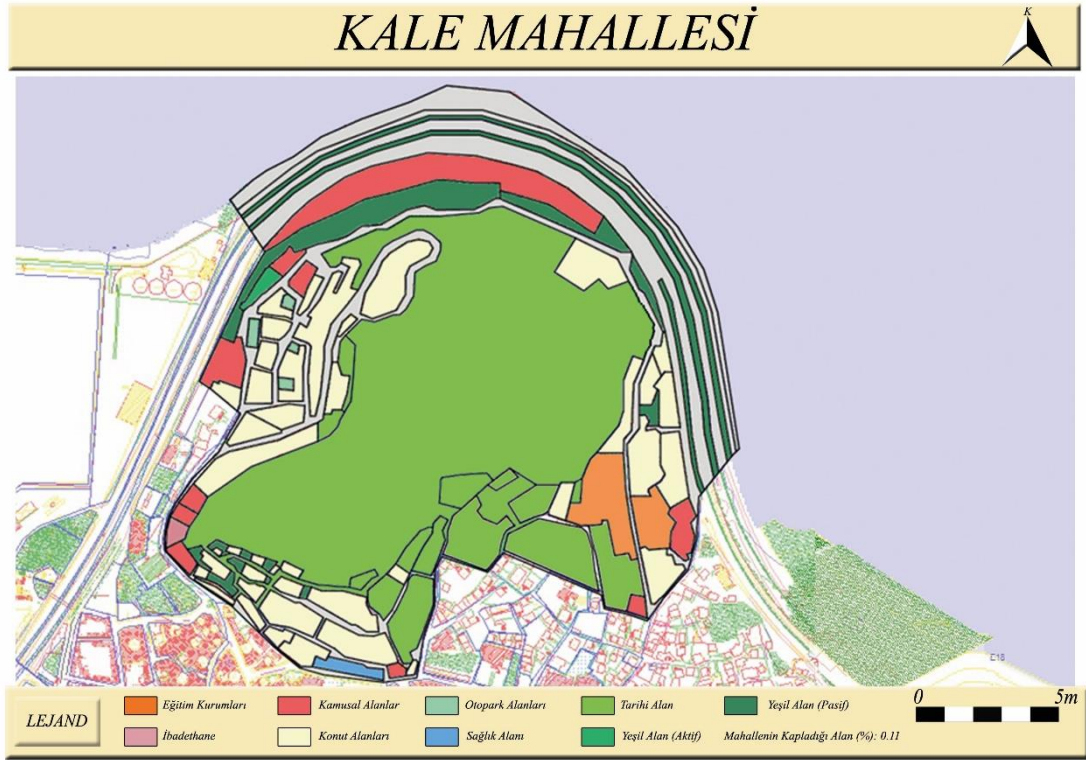 KALE MAHALLESİ
K
E18
LEJAND
Eğitim Kurumları
Kamusal Alanlar
Otopark Alanları
Tarihi Alan
Yeşil Alan (Pasif)
İbadethane
Konut Alanları
Sağlık Alanı
Yeşil Alan (Aktif)
Mahallenin Kapladığı Alan (%): 0.11
0 5m